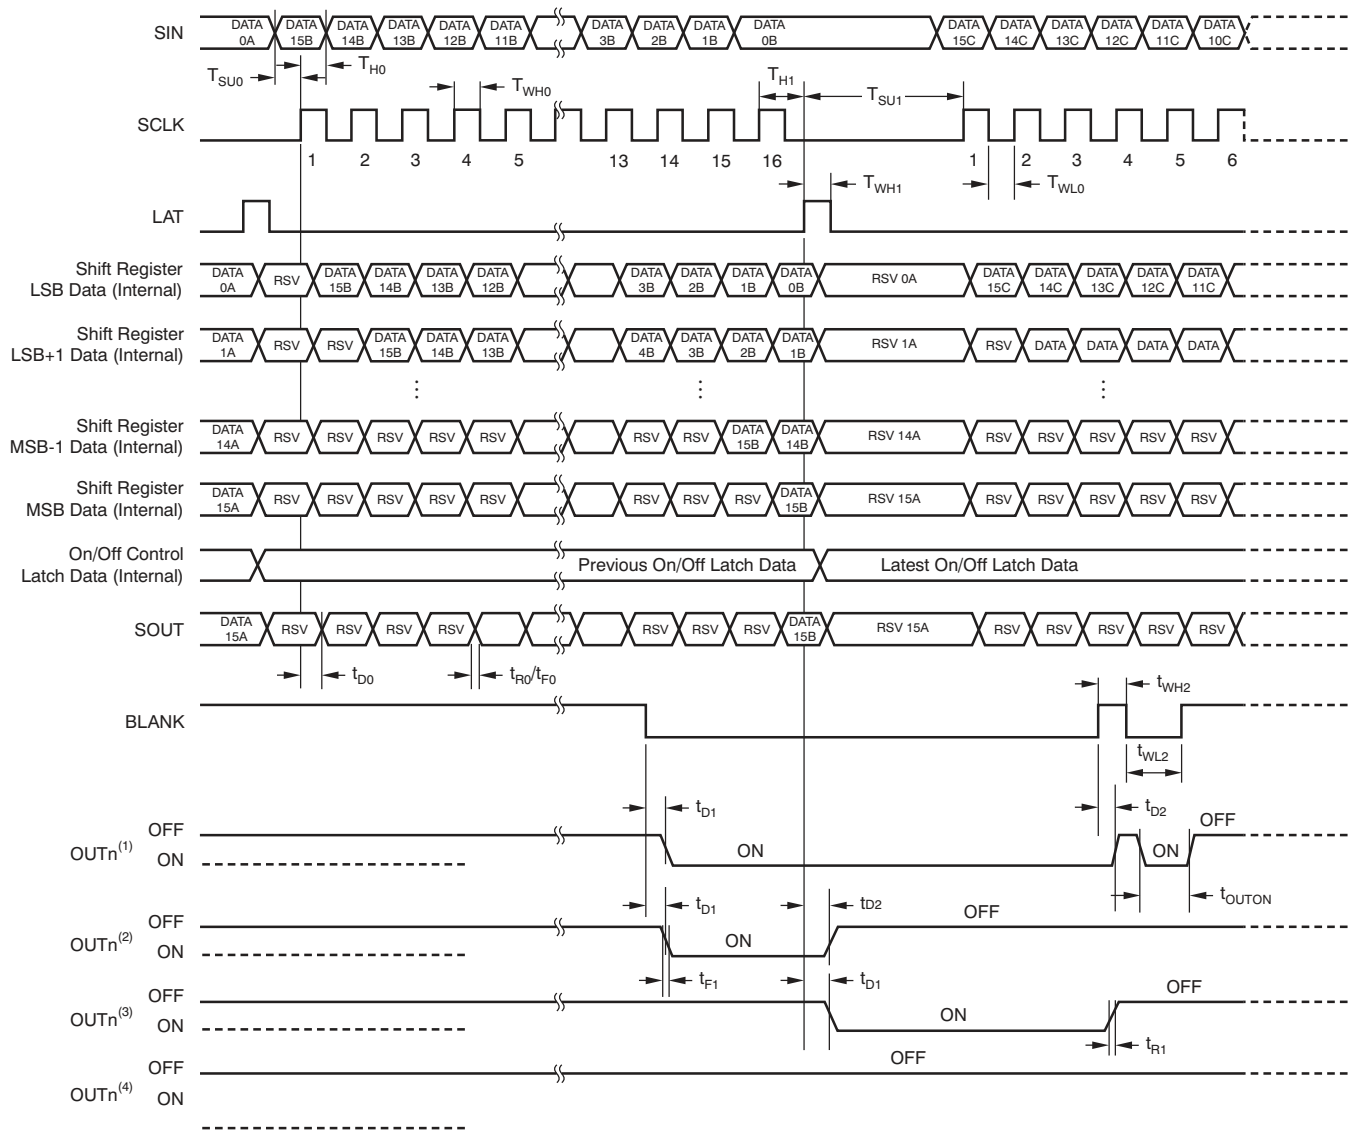 SIN DATA 0A DATA 15B DATA 14B DATA 13B DATA 12B DATA 11B DATA 3B DATA 2B DATA 1B DATA 0B DATA 15C DATA 14C DATA 13C DATA 12C DATA 11C DATA 10C
TSU0 TH0 TWH0 TH1 TSU1
SCLK
1 2 3 4 5 13 14 15 16 1 2 3 4 5 6
TWH1 TWL0
LAT
Shift Register LSB Data (Internal) DATA 0A RSV DATA 15B DATA 14B DATA 13B DATA 12B DATA 3B DATA 2B DATA 1B DATA 0B RSV 0A DATA 15C DATA 14C DATA 13C DATA 12C DATA 11C
Shift Register LSB+1 Data (Internal) DATA 1A RSV RSV DATA 15B DATA 14B DATA 13B DATA 4B DATA 3B DATA 2B DATA 1B RSV 1A RSV DATA DATA DATA DATA
Shift Register MSB-1 Data (Internal) DATA 14A RSV RSV RSV RSV RSV RSV RSV DATA 15B DATA 14B RSV 14A RSV RSV RSV RSV RSV
Shift Register MSB Data (Internal) DATA 15A RSV RSV RSV RSV RSV RSV RSV RSV DATA 15B RSV 15A RSV RSV RSV RSV RSV
On/Off Control Latch Data (Internal) Previous On/Off Latch Data Latest On/Off Latch Data
SOUT DATA 15A RSV RSV RSV RSV RSV RSV RSV DATA 15B RSV 15A RSV RSV RSV RSV RSV
tD0 tR0/tF0
tWH2
BLANK
tWL2
tD1 tD2
OFF OFF
OUTn(1) ON ON ON
tOUTON
tD1 tD2
OFF OFF
OUTn(2) ON ON
tF1 tD1
OFF OFF
OUTn(3) ON ON
tR1
OFF OFF
OUTn(4) ON